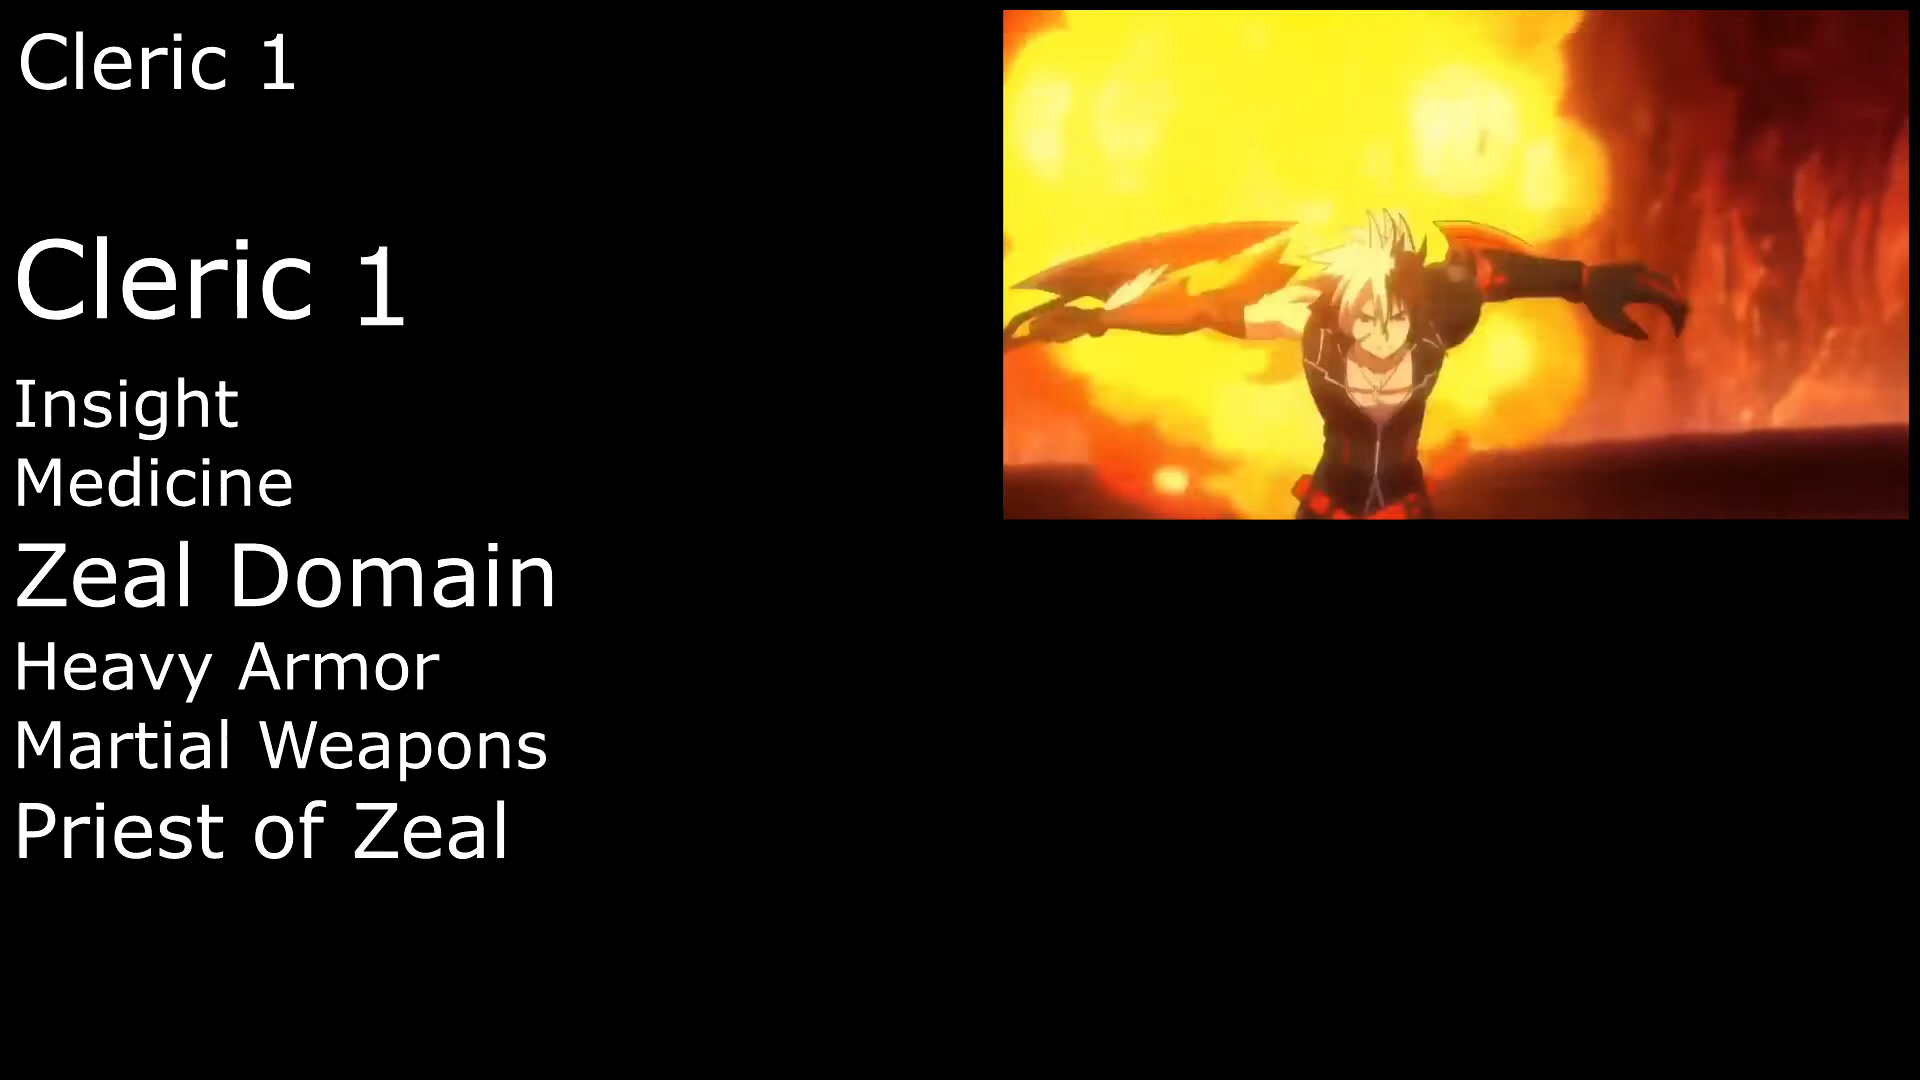 Cleric 1
Cleric 1
Insight
Medicine
Zeal Domain
Heavy Armor
Martial Weapons
Priest of Zeal